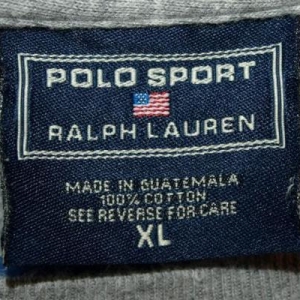 POLO SPORT
RALPH LAUREN
MADE IN GUATEMALA
100% COTTON
SEE REVERSE FOR CARE
XL